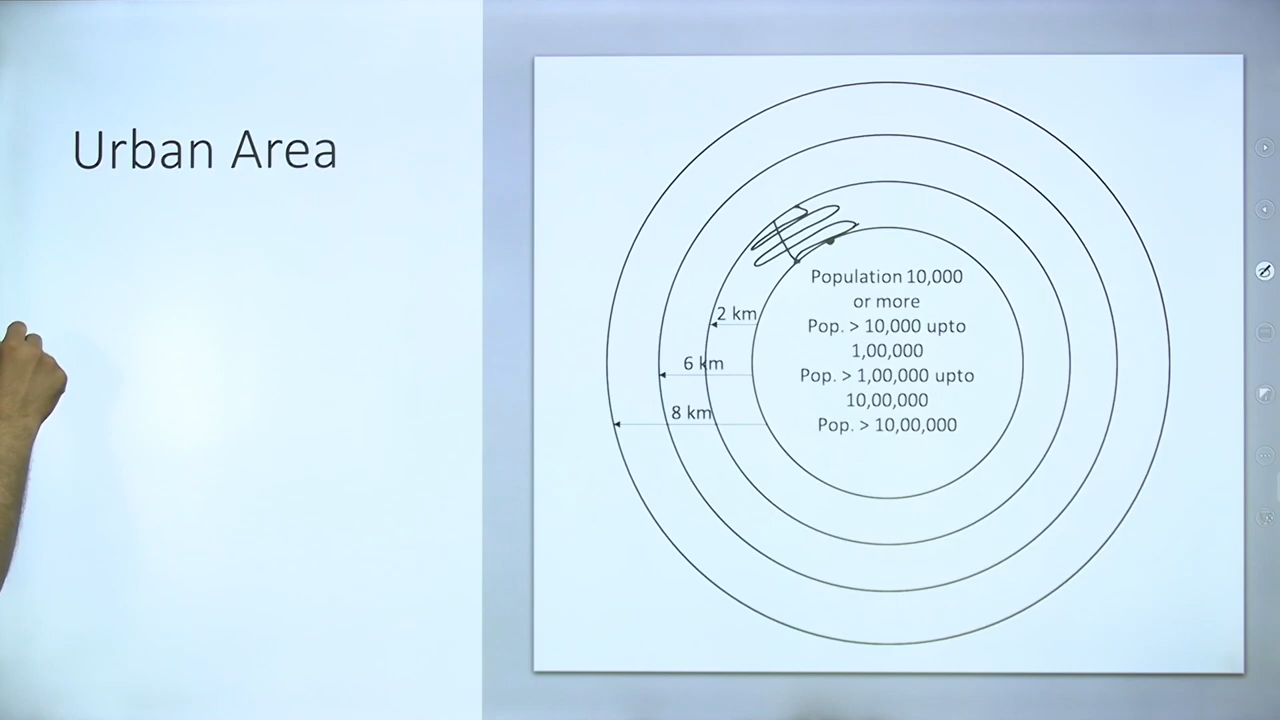 Urban Area
Population 10,000
or more
Pop. > 10,000 upto
1,00,000
Pop. > 1,00,000 upto
10,00,000
Pop. > 10,00,000
2 km
6 km
8 km